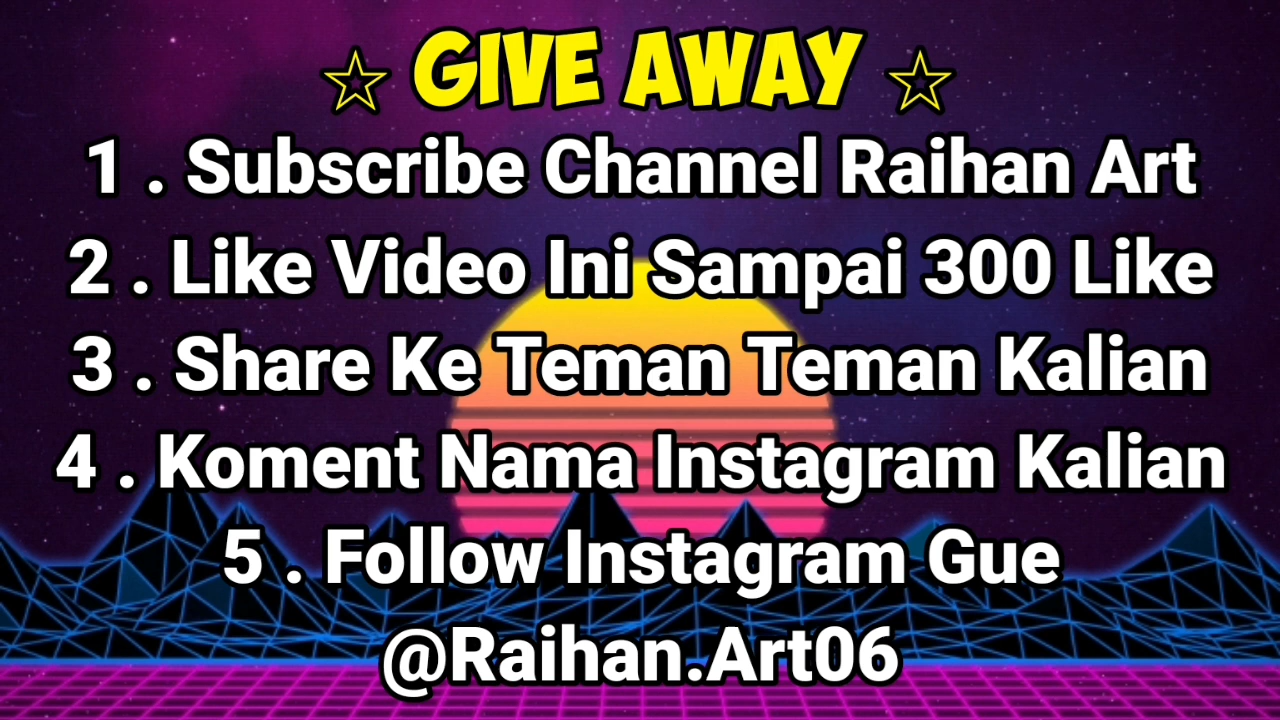 ☆ GIVE AWAY ☆
1 . Subscribe Channel Raihan Art
2 . Like Video Ini Sampai 300 Like
3 . Share Ke Teman Teman Kalian
4 . Koment Nama Instagram Kalian
5 . Follow Instagram Gue
@Raihan.Art06